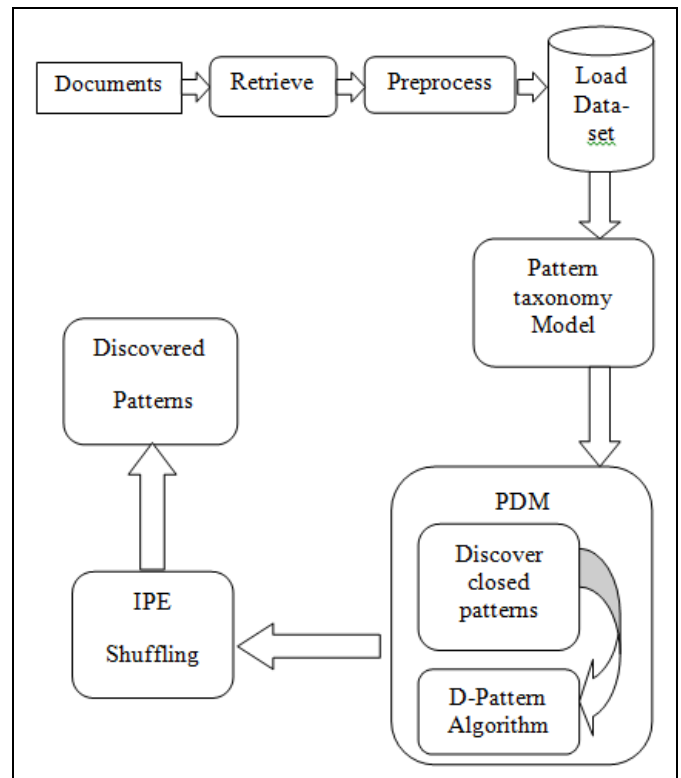 Documents
Retrieve
Preprocess
Load
Data-
set
Pattern
taxonomy
Model
PDM
Discover
closed
patterns
D-Pattern
Algorithm
IPE
Shuffling
Discovered
Patterns